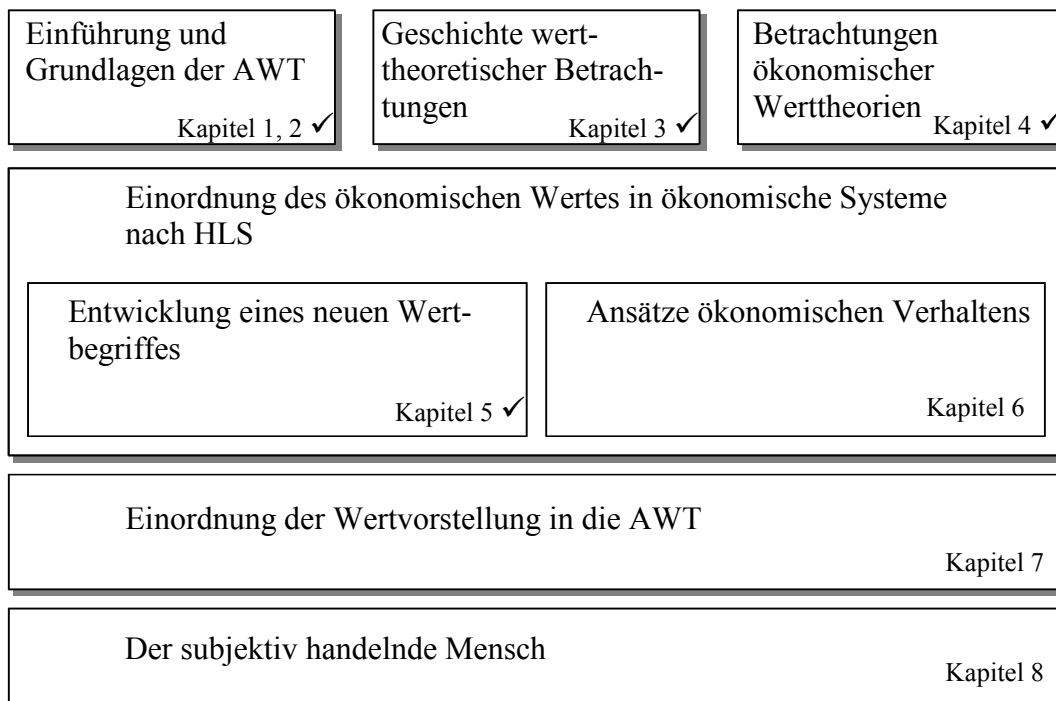 Einführung und
Grundlagen der AWT
Kapitel 1, 2 ✓
Geschichte wert-
theoretischer Betrach-
tungen
Kapitel 3 ✓
Betrachtungen
ökonomischer
Werttheorien
Kapitel 4 ✓
Einordnung des ökonomischen Wertes in ökonomische Systeme
nach HLS
Entwicklung eines neuen Wert-
begriffes
Kapitel 5 ✓
Ansätze ökonomischen Verhaltens
Kapitel 6
Einordnung der Wertvorstellung in die AWT
Kapitel 7
Der subjektiv handelnde Mensch
Kapitel 8